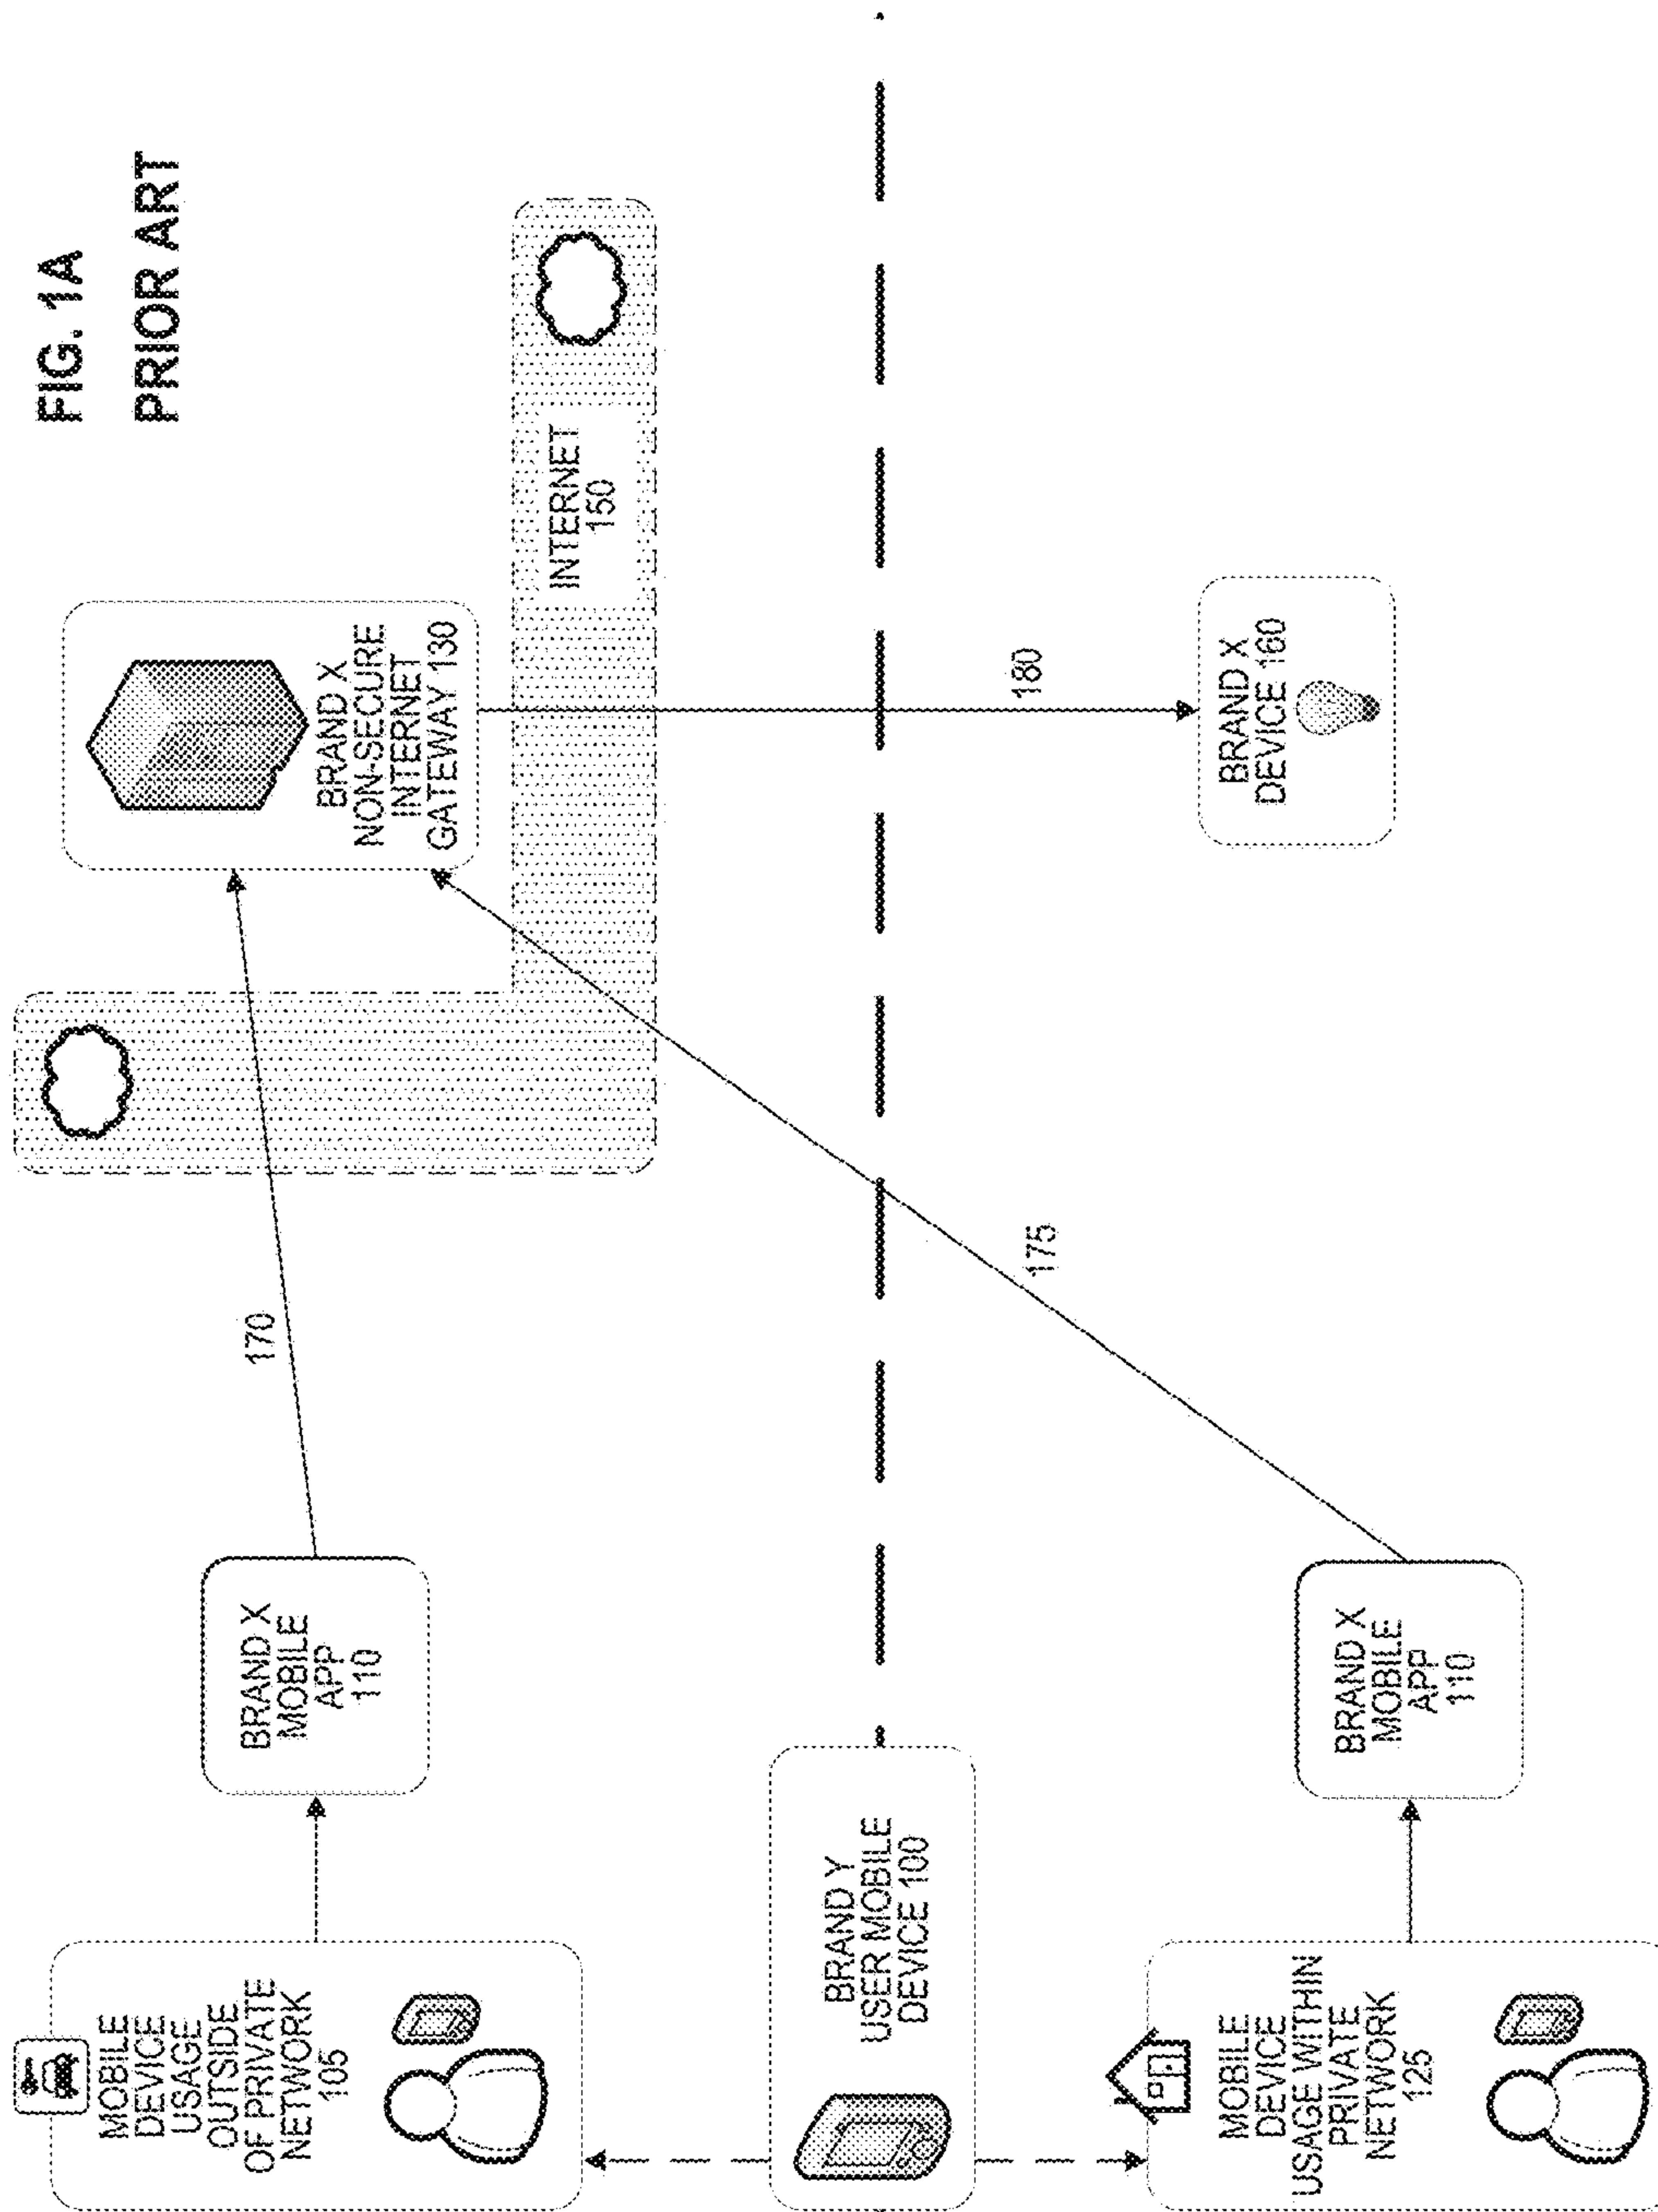 FIG. 1A
PRIOR ART
MOBILE
DEVICE
USAGE
OUTSIDE
OF PRIVATE
NETWORK
105
BRAND X
MOBILE
APP
110
170
BRAND X
NON-SECURE
INTERNET
GATEWAY 130
INTERNET
150
BRAND Y
USER MOBILE
DEVICE 100
175
180
MOBILE
DEVICE
USAGE WITHIN
PRIVATE
NETWORK
125
BRAND X
MOBILE
APP
110
BRAND X
DEVICE 160